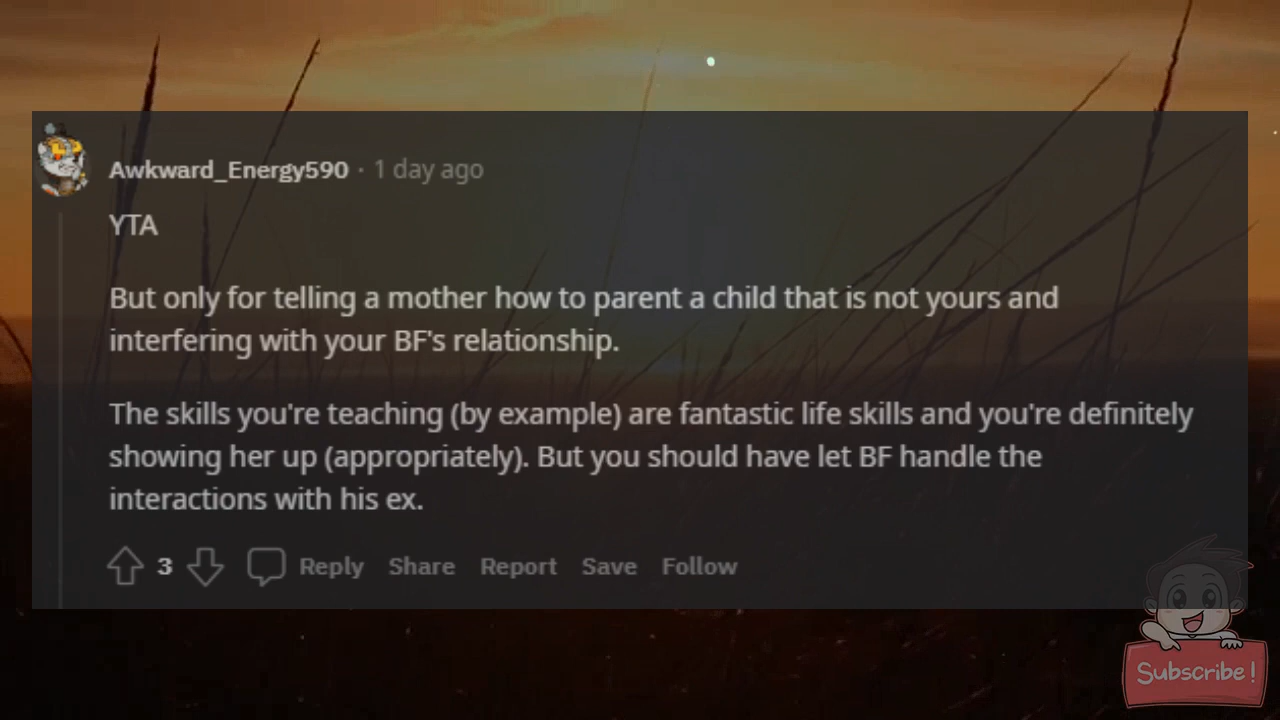 Awkward_Energy590 · 1 day ago
YTA
But only for telling a mother how to parent a child that is not yours and
interfering with your BF's relationship.
The skills you're teaching (by example) are fantastic life skills and you're definitely
showing her up (appropriately). But you should have let BF handle the
interactions with his ex.
3 Reply Share Report Save Follow
Subscribe!